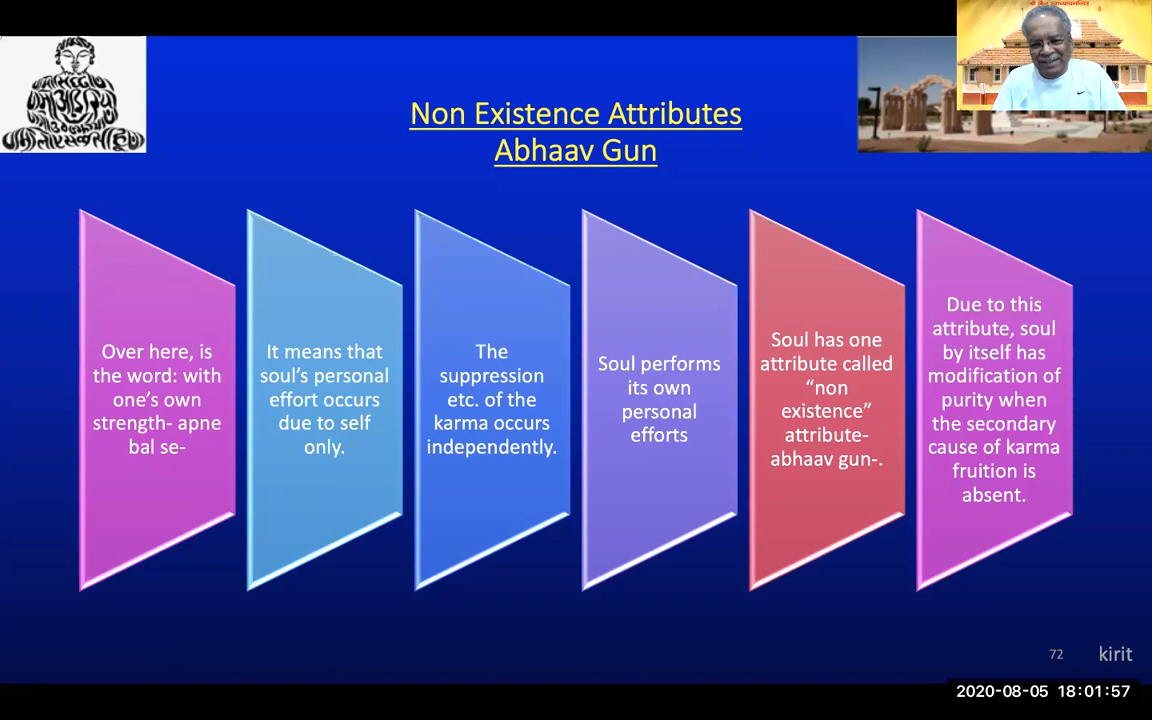 Non Existence Attributes
Abhaav Gun
Over here, is
the word: with
one’s own
strength- apne
bal se-
It means that
soul’s personal
effort occurs
due to self
only.
The
suppression
etc. of the
karma occurs
independently.
Soul performs
its own
personal
efforts
Soul has one
attribute called
“non
existence”
attribute-
abhaav gun-.
Due to this
attribute, soul
by itself has
modification of
purity when
the secondary
cause of karma
fruition is
absent.
72
kirit
2020-08-05 18:01:57